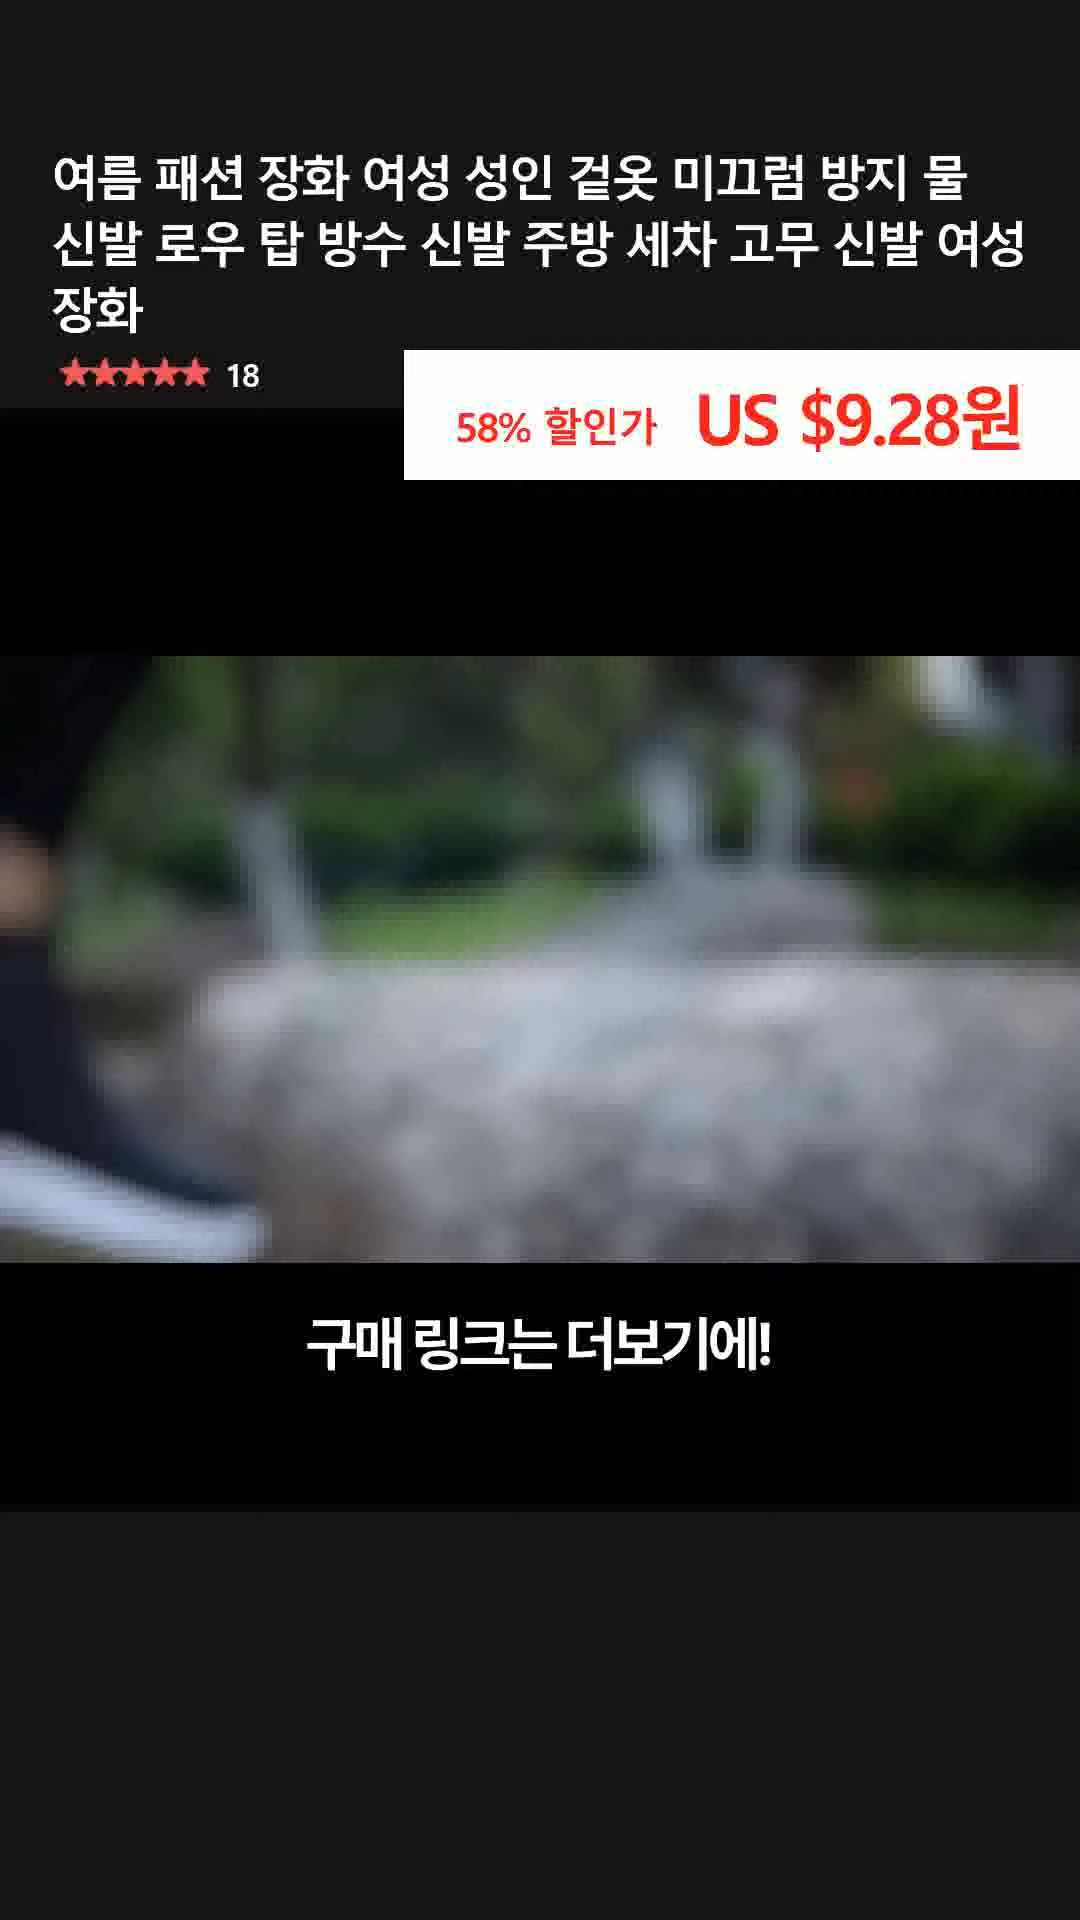 여름 패션 장화 여성 성인 겉옷 미끄럼 방지 물
신발 로우 탑 방수 신발 주방 세차 고무 신발 여성
장화
★★★★★ 18
58% 할인가 US $9.28원
구매 링크는 더보기에!